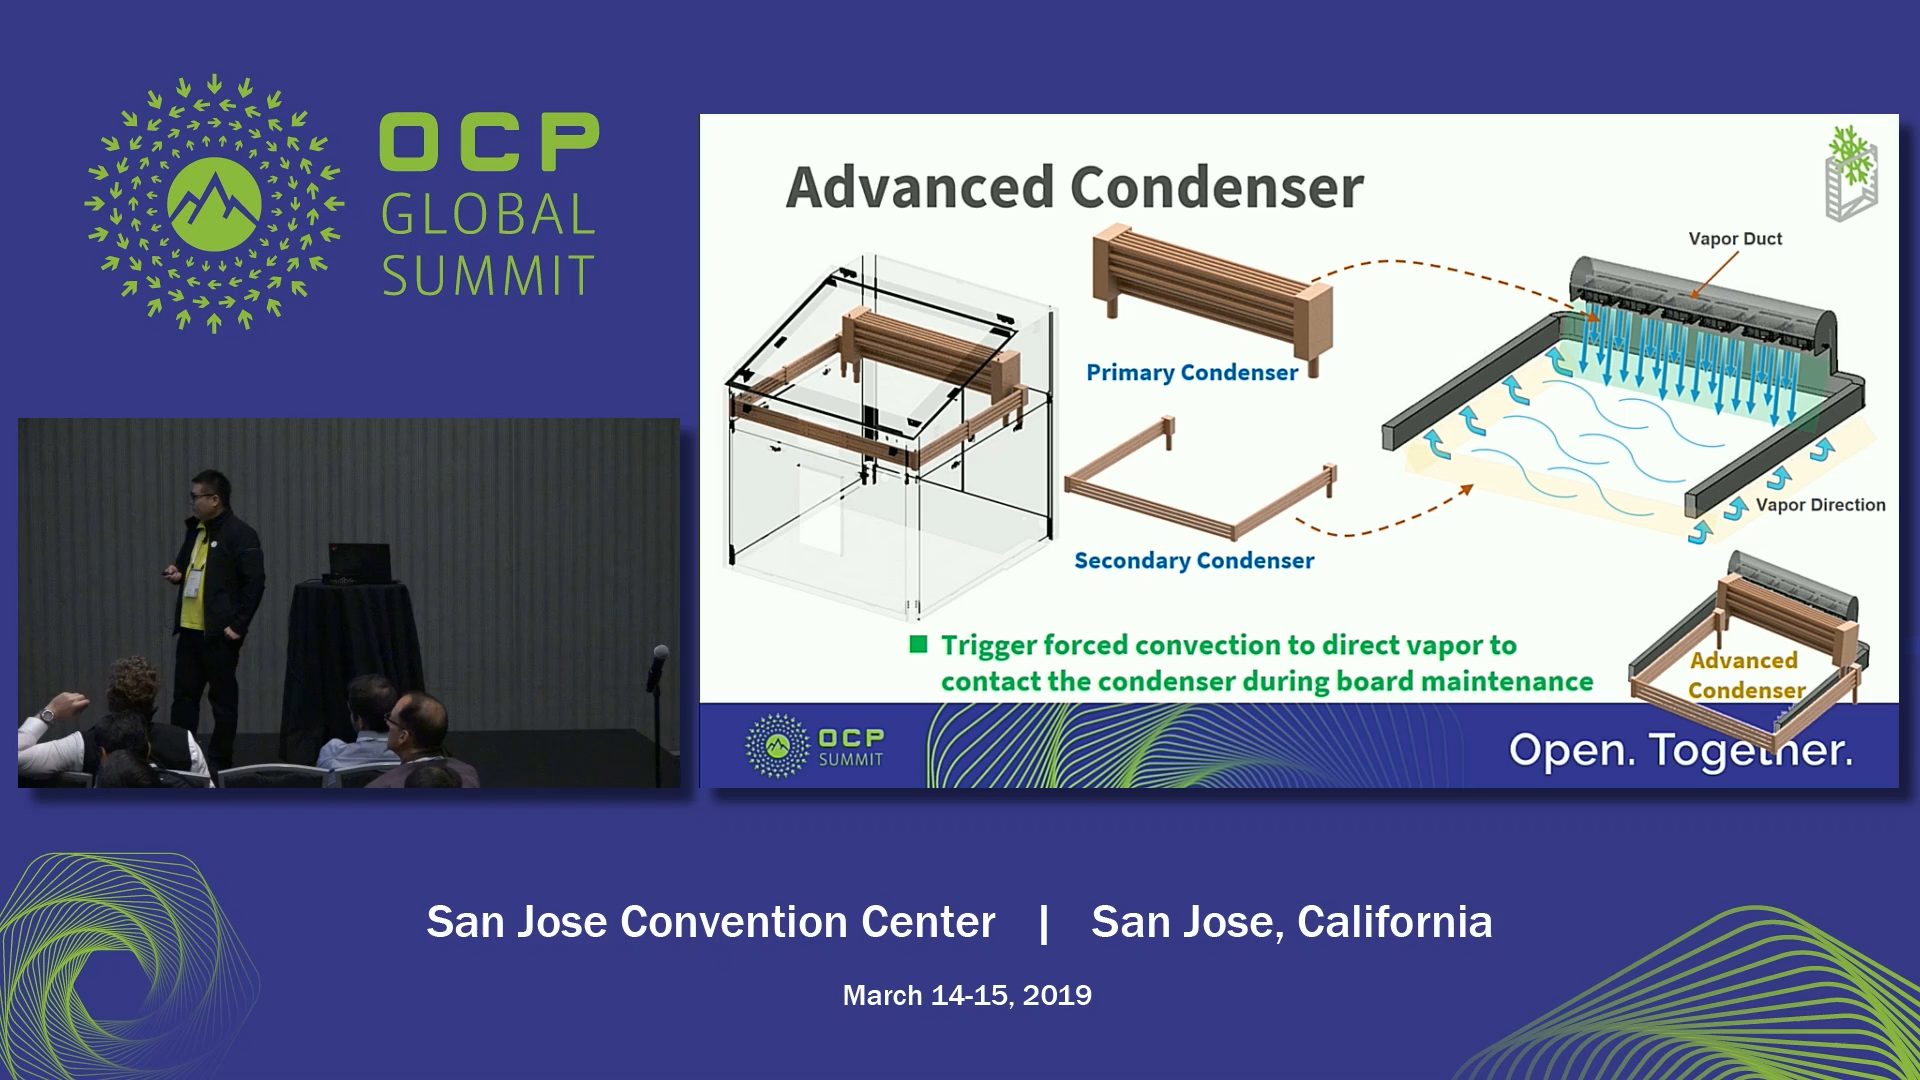 OCP
GLOBAL
SUMMIT
Advanced Condenser
Vapor Duct
Primary Condenser
Secondary Condenser
Vapor Direction
Trigger forced convection to direct vapor to
contact the condenser during board maintenance
Advanced
Condenser
OCP
SUMMIT
Open. Together.
San Jose Convention Center | San Jose, California
March 14-15, 2019